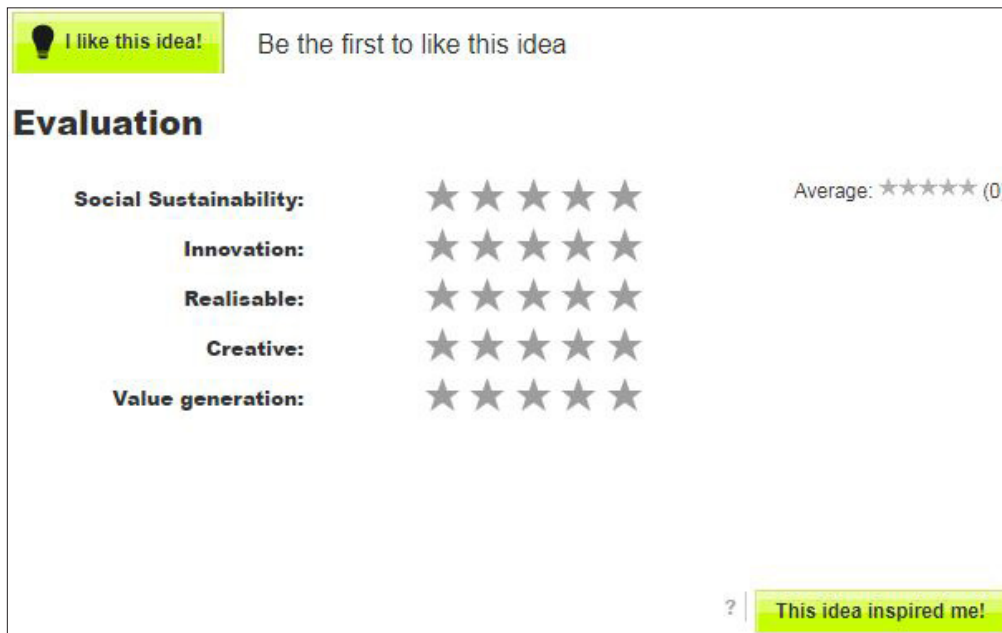 I like this idea!
Be the first to like this idea
Evaluation
Social Sustainability:
Average: (0
Innovation:
Realisable:
Creative:
Value generation:
?
This idea inspired me!